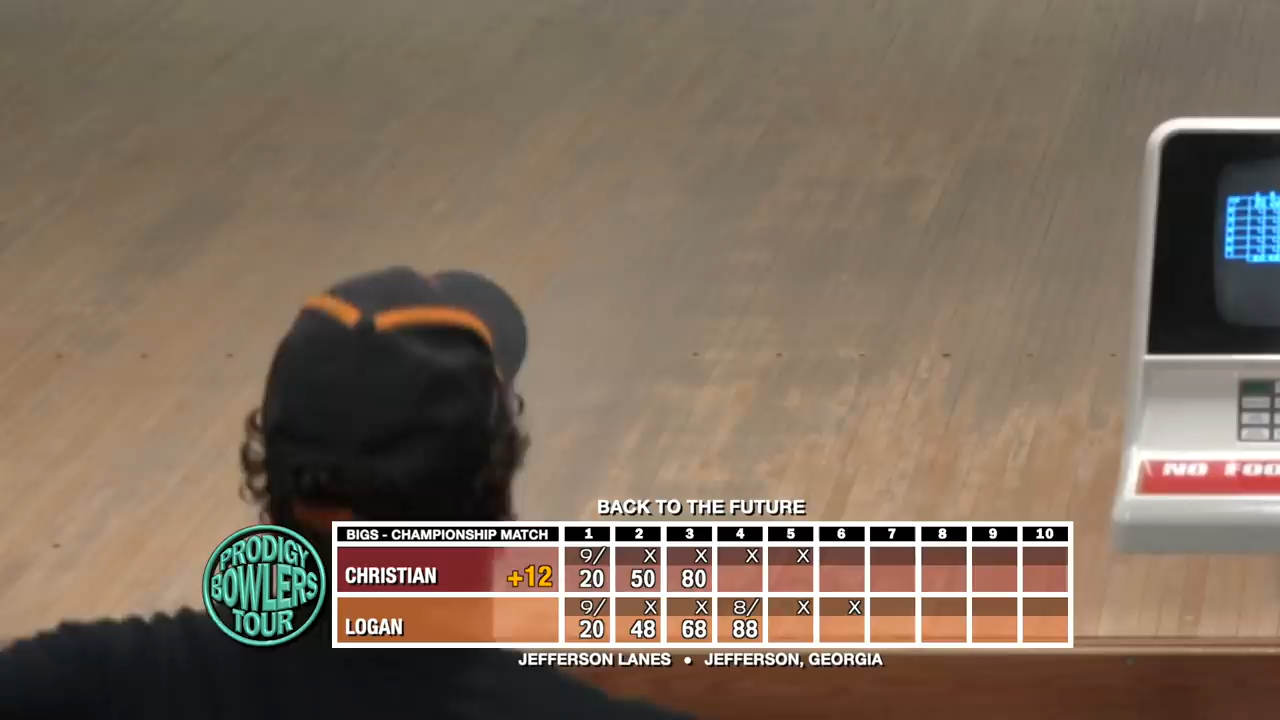 BACK TO THE FUTURE
BIGS - CHAMPIONSHIP MATCH 1 2 3 4 5 6 7 8 9 10
9/ X X X X
CHRISTIAN +12 20 50 80
9/ X X 8/ X X
LOGAN 20 48 68 88
PRODIGY
BOWLERS
TOUR
JEFFERSON LANES • JEFFERSON, GEORGIA
NO